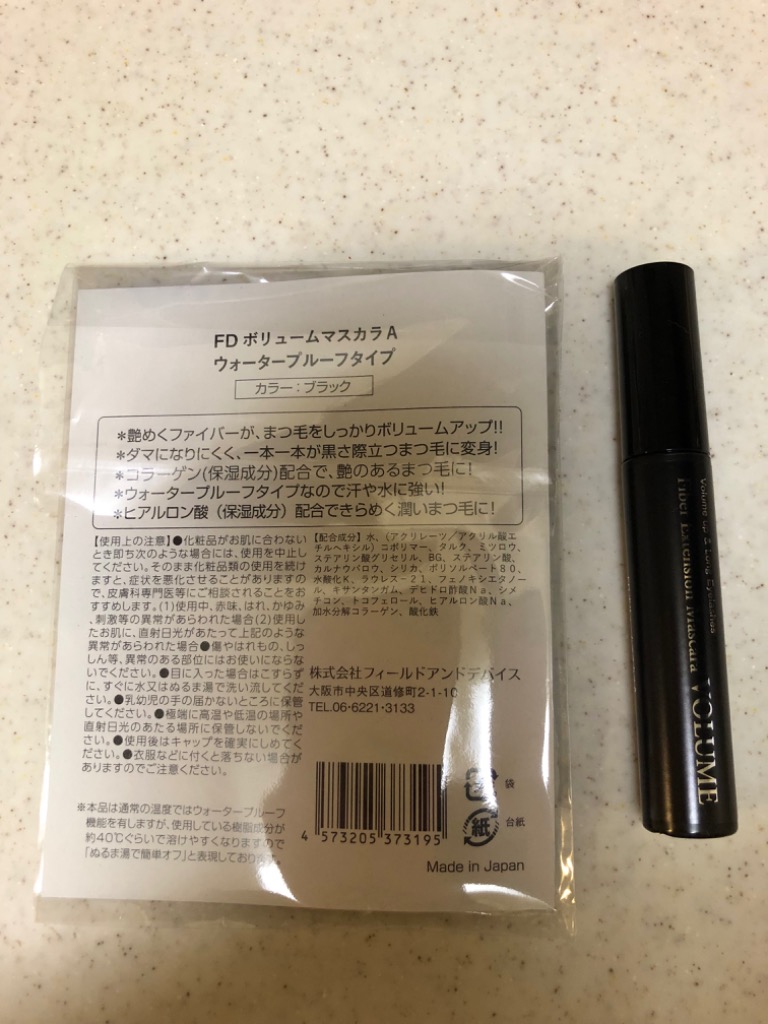 FD ボリュームマスカラ A
ウォータープルーフタイプ
カラー：ブラック
＊艶めくファイバーが、まつ毛をしっかりボリュームアップ!!
＊ダマになりにくく、一本一本が黒さ際立つまつ毛に変身!
＊コラーゲン(保湿成分)配合で、艶のあるまつ毛に!
＊ウォータープルーフタイプなので汗や水に強い!
＊ヒアルロン酸（保湿成分）配合できらめく潤いまつ毛に!
【使用上の注意】●化粧品がお肌に合わない
とき即ち次のような場合には、使用を中止し
てください。そのまま化粧品類の使用を続け
ますと、症状を悪化させることがありますの
で、皮膚科専門医等にご相談されることをお
すすめします。(1)使用中、赤味、はれ、かゆみ
、刺激等の異常があらわれた場合(2)使用し
たお肌に、直射日光があたって上記のような
異常があらわれた場合●傷やはれもの、しっ
しん等、異常のある部位にはお使いにならな
いでください。●目に入った場合はこすらず
に、すぐに水又はぬるま湯で洗い流してくだ
さい。●乳幼児の手の届かないところに保管
してください。●極端に高温や低温の場所や
直射日光のあたる場所に保管しないでくだ
さい。●使用後はキャップを確実にしめてく
ださい。●衣服などに付くと落ちない場合が
ありますのでご注意ください。
※本品は通常の温度ではウォータープルーフ
機能を有しますが、使用している樹脂成分が
約40℃ぐらいで溶けやすくなりますので
「ぬるま湯で簡単オフ」と表現しております。
【配合成分】水、（アクリレーツ／アクリル酸エ
チルヘキシル）コポリマー、タルク、ミツロウ、
ステアリン酸グリセリル、BG、ステアリン酸、
カルナウバロウ、シリカ、ポリソルベート80、
水酸化K、ラウレス－21、フェノキシエタノー
ル、キサンタンガム、デヒドロ酢酸Na、シメ
チコン、トコフェロール、ヒアルロン酸Na、
加水分解コラーゲン、酸化鉄
株式会社フィールドアンドデバイス
大阪市中央区道修町2-1-10
TEL.06-6221-3133
4 573205 373195
プラ 袋
紙 台紙
Made in Japan
Volume up & Long Eyelashes
Fiber Extension Mascara VOLUME